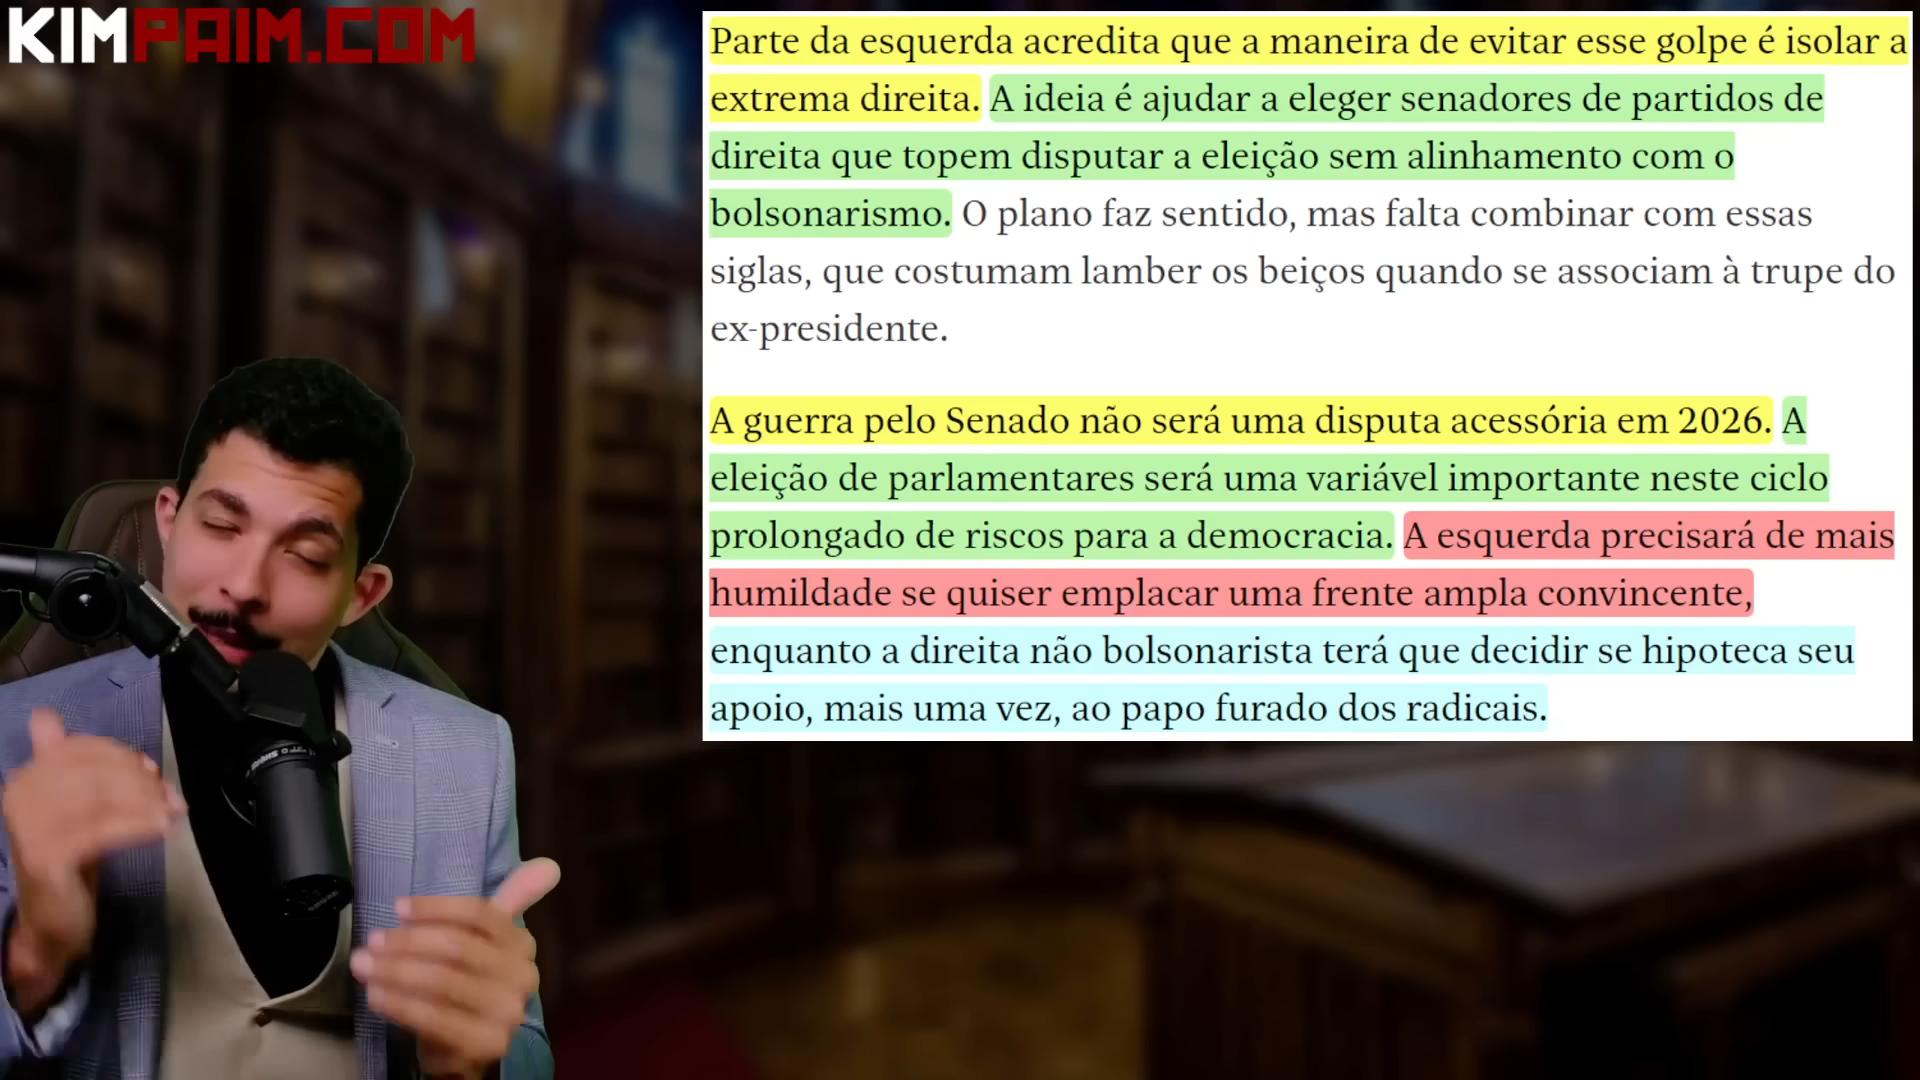 KIMPAIM.COM
Parte da esquerda acredita que a maneira de evitar esse golpe é isolar a
extrema direita. A ideia é ajudar a eleger senadores de partidos de
direita que topem disputar a eleição sem alinhamento com o
bolsonarismo. O plano faz sentido, mas falta combinar com essas
siglas, que costumam lamber os beiços quando se associam à trupe do
ex-presidente.
A guerra pelo Senado não será uma disputa acessória em 2026. A
eleição de parlamentares será uma variável importante neste ciclo
prolongado de riscos para a democracia. A esquerda precisará de mais
humildade se quiser emplacar uma frente ampla convincente,
enquanto a direita não bolsonarista terá que decidir se hipoteca seu
apoio, mais uma vez, ao papo furado dos radicais.